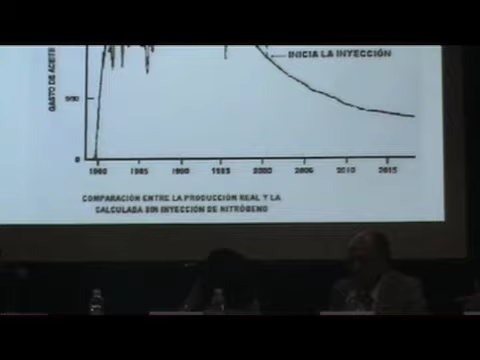 INICIA LA INYECCIÓN
GASTO DE ACEITE
500
0
1980 1985 1990 1995 2000 2005 2010 2015
COMPARACIÓN ENTRE LA PRODUCCIÓN REAL Y LA
CALCULADA SIN INYECCIÓN DE NITRÓGENO